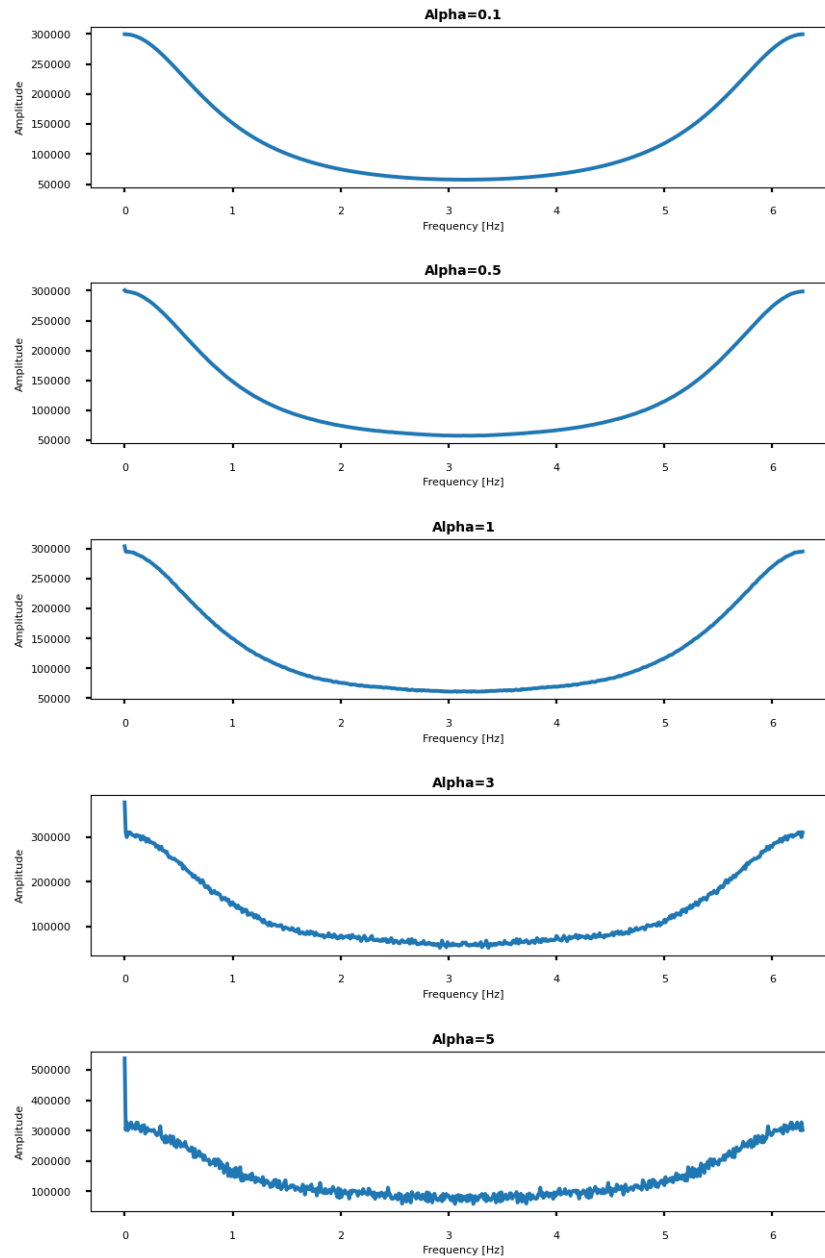 Alpha=0.1
300000
250000
200000
150000
100000
50000
Amplitude
0 1 2 3 4 5 6
Frequency [Hz]
Alpha=0.5
300000
250000
200000
150000
100000
50000
Amplitude
0 1 2 3 4 5 6
Frequency [Hz]
Alpha=1
300000
250000
200000
150000
100000
50000
Amplitude
0 1 2 3 4 5 6
Frequency [Hz]
Alpha=3
300000
200000
100000
Amplitude
0 1 2 3 4 5 6
Frequency [Hz]
Alpha=5
500000
400000
300000
200000
100000
Amplitude
0 1 2 3 4 5 6
Frequency [Hz]